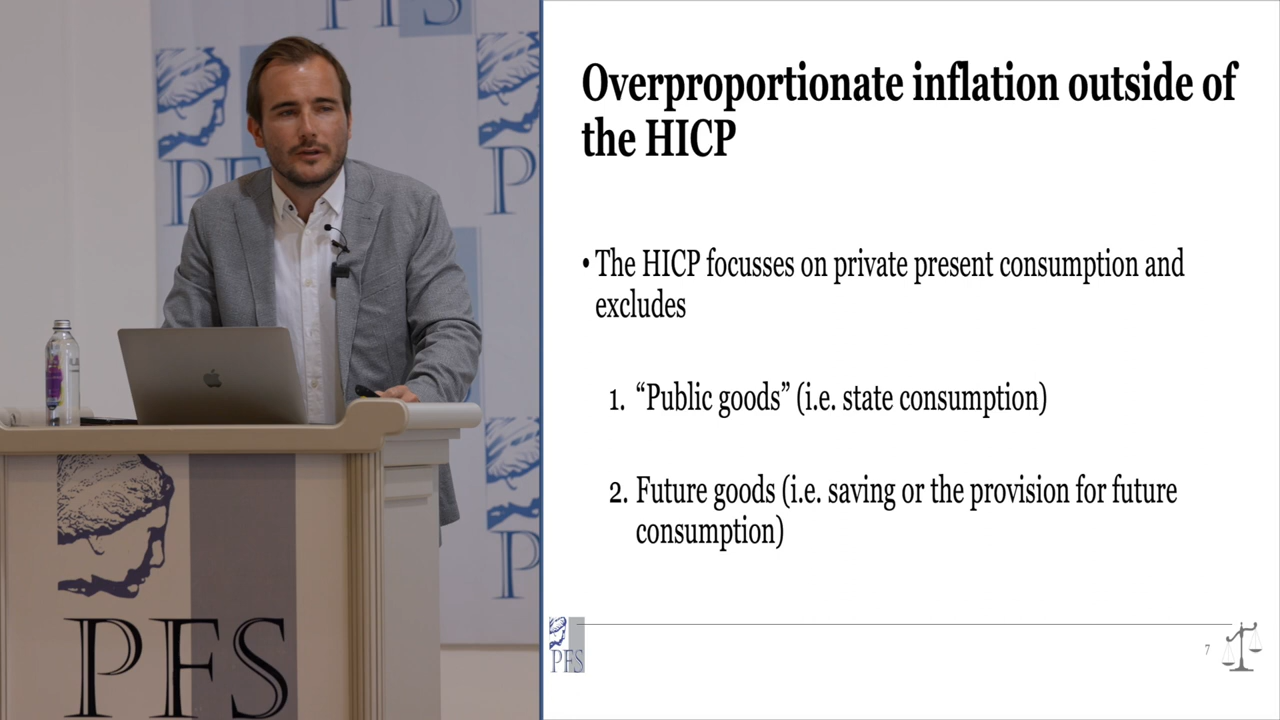 PFS
PFS
P
P
PFS
Overproportionate inflation outside of
the HICP
• The HICP focusses on private present consumption and
excludes
1. “Public goods” (i.e. state consumption)
2. Future goods (i.e. saving or the provision for future
consumption)
PFS
7